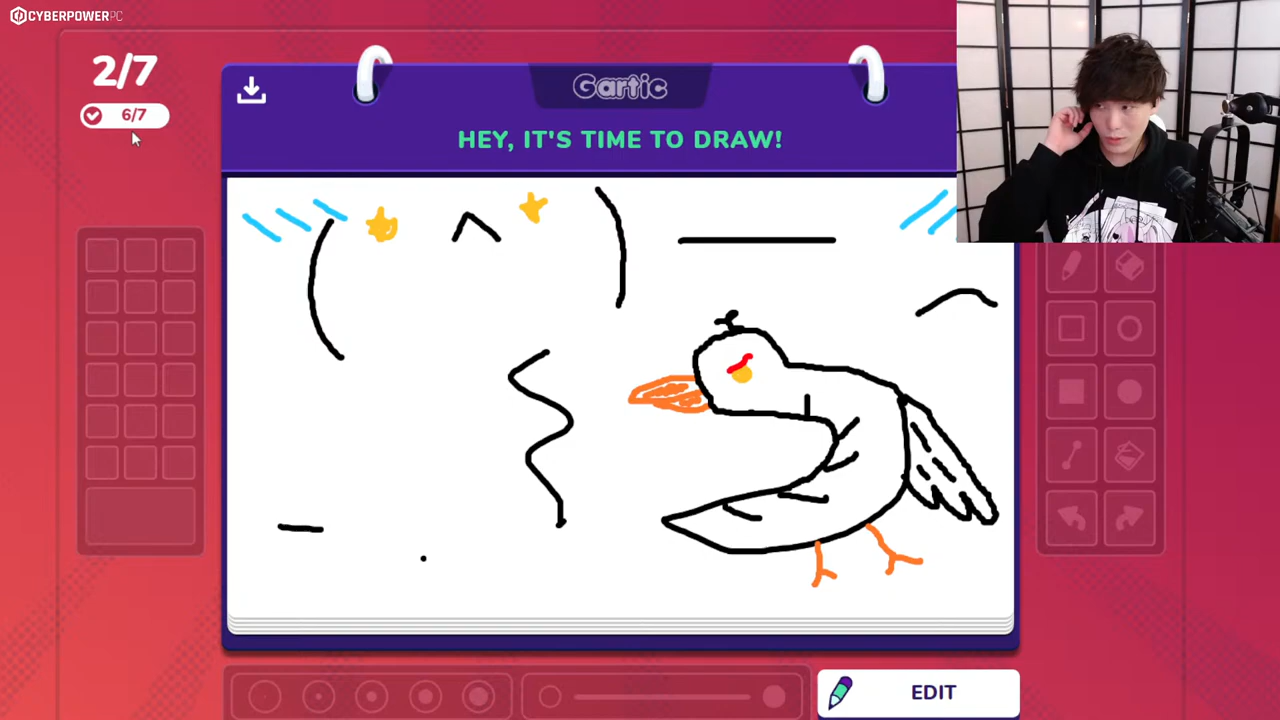 CYBERPOWERPC
2/7
6/7
Gartic
HEY, IT'S TIME TO DRAW!
EDIT